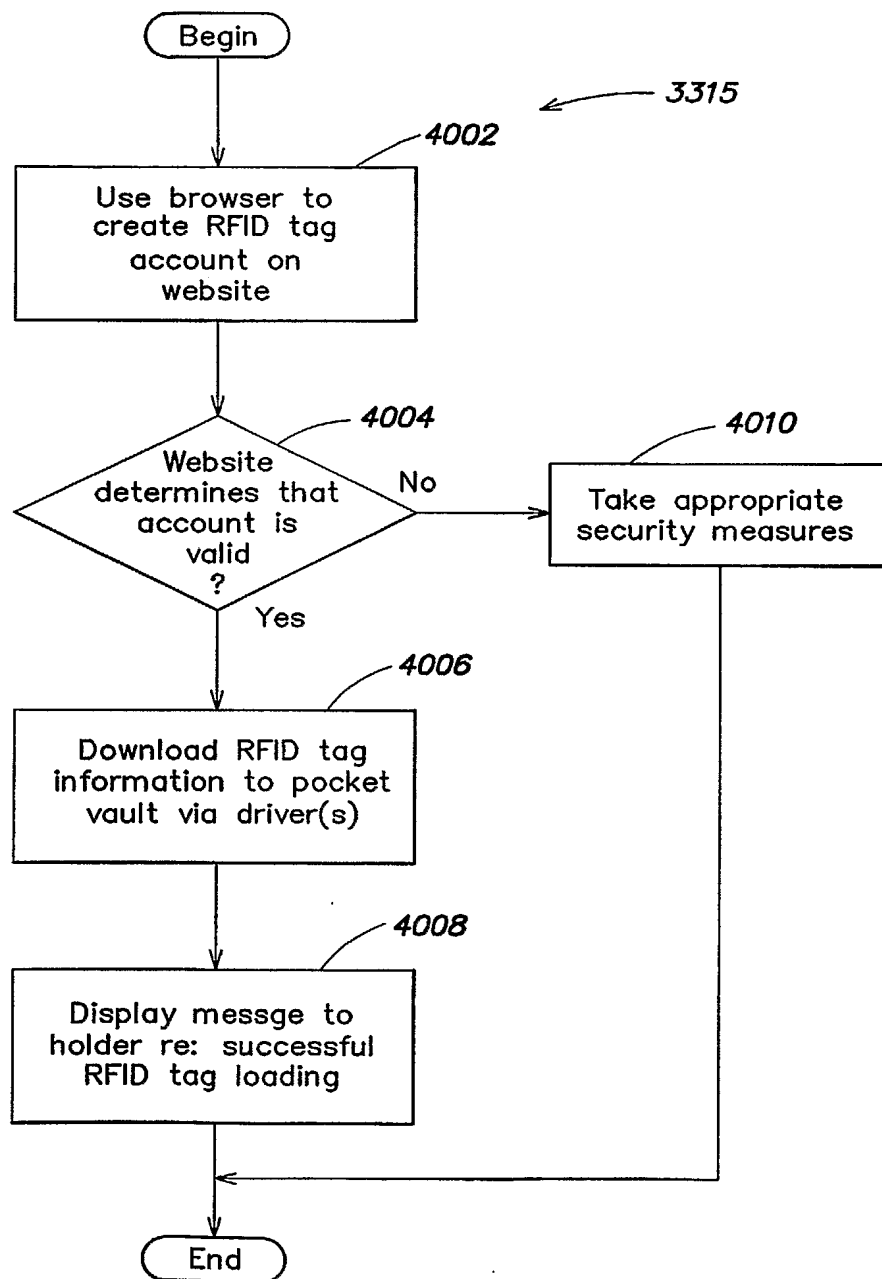 Begin
3315
4002
Use browser to
create RFID tag
account on
website
4004
Website
determines that
account is
valid
?
No
Yes
4010
Take appropriate
security measures
4006
Download RFID tag
information to pocket
vault via driver(s)
4008
Display messge to
holder re: successful
RFID tag loading
End